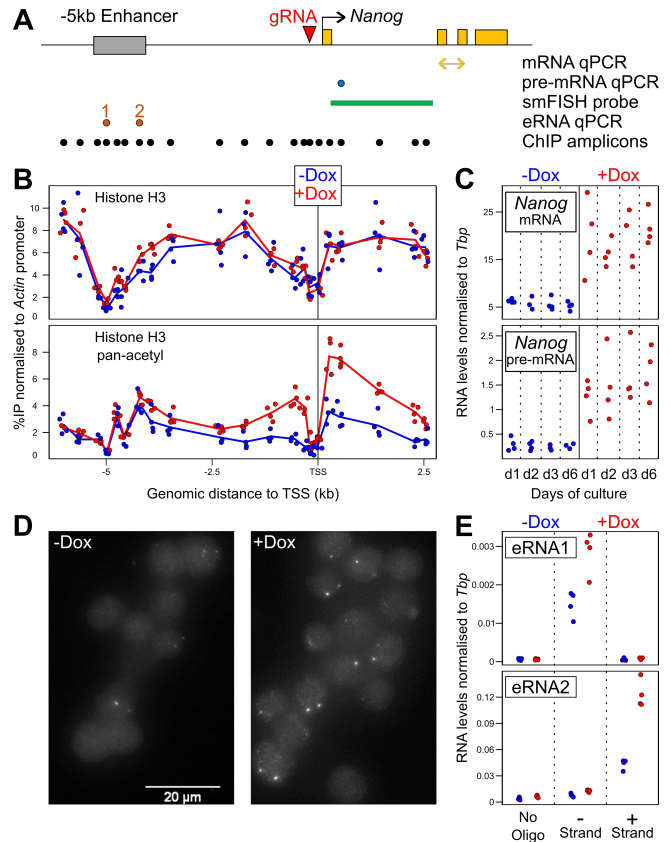 A
-5kb Enhancer
gRNA
Nanog
mRNA qPCR
pre-mRNA qPCR
smFISH probe
1 2
eRNA qPCR
ChIP amplicons
B
-Dox
+Dox
Histone H3
10
8
6
4
2
0
Histone H3
pan-acetyl
8
6
4
2
0
%IP normalised to Actin promoter
-5 -2.5 TSS 2.5
Genomic distance to TSS (kb)
C
-Dox +Dox
Nanog
mRNA
25
15
5
Nanog
pre-mRNA
2.5
2
1.5
1
0.5
RNA levels normalised to Tbp
d1 d2 d3 d6 d1 d2 d3 d6
Days of culture
D
-Dox
+Dox
20 µm
E
-Dox +Dox
eRNA1
0.003
0.002
0.001
0
eRNA2
0.12
0.09
0.06
0.03
0
RNA levels normalised to Tbp
No
Oligo
-
Strand
+
Strand